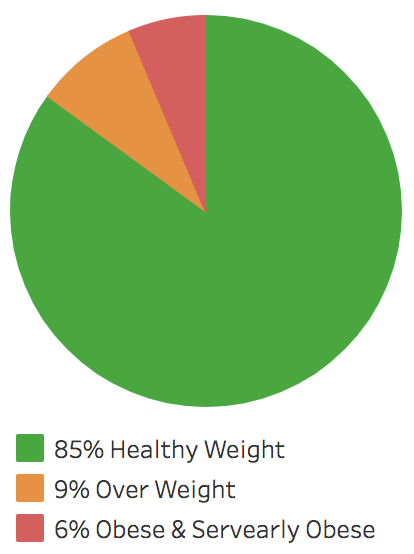 85% Healthy Weight
9% Over Weight
6% Obese & Servearly Obese